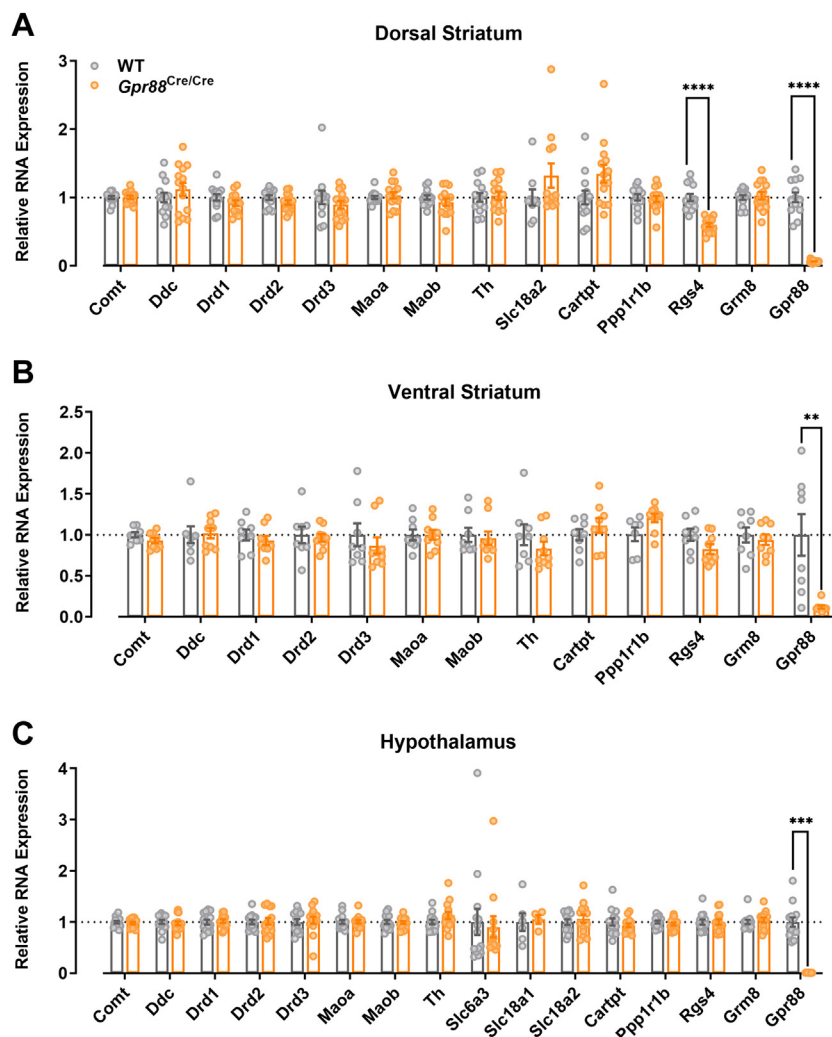 A
Dorsal Striatum
Relative RNA Expression
WT
Gpr88Cre/Cre
3
2
1
0
**** ****
Comt Ddc Drd1 Drd2 Drd3 Maoa Maob Th Slc18a2 Cartpt Ppp1r1b Rgs4 Grm8 Gpr88
B
Ventral Striatum
Relative RNA Expression
2.5
2.0
1.5
1.0
0.5
0.0
**
Comt Ddc Drd1 Drd2 Drd3 Maoa Maob Th Cartpt Ppp1r1b Rgs4 Grm8 Gpr88
C
Hypothalamus
Relative RNA Expression
4
3
2
1
0
***
Comt Ddc Drd1 Drd2 Drd3 Maoa Maob Th Slc6a3 Slc18a1 Slc18a2 Cartpt Ppp1r1b Rgs4 Grm8 Gpr88